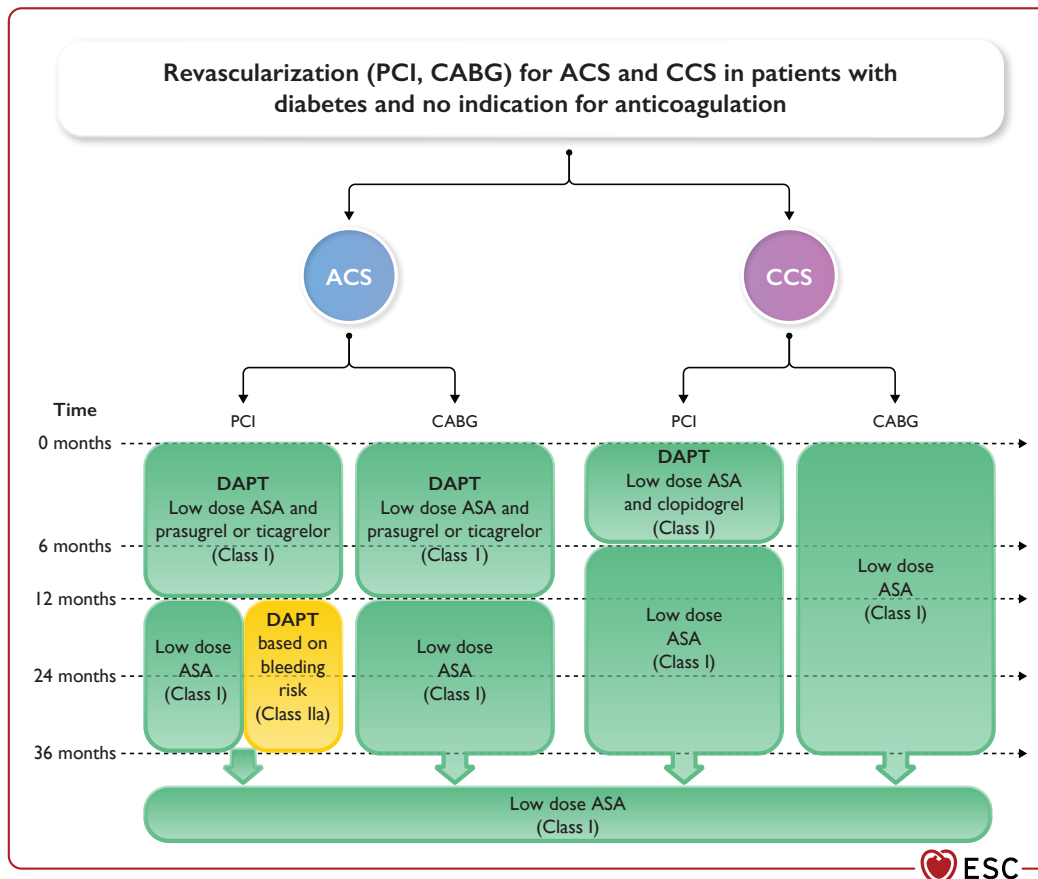 Revascularization (PCI, CABG) for ACS and CCS in patients with
diabetes and no indication for anticoagulation
ACS
CCS
Time
PCI
CABG
PCI
CABG
0 months
DAPT
Low dose ASA and
prasugrel or ticagrelor
(Class I)
DAPT
Low dose ASA and
prasugrel or ticagrelor
(Class 1)
DAPT
Low dose ASA
and clopidogrel
(Class I)
Low dose
ASA
(Class I)
6 months
12 months
Low dose
ASA
(Class I)
DAPT
based on
bleeding
risk
(Class IIa)
Low dose
ASA
(Class I)
Low dose
ASA
(Class I)
24 months
36 months
Low dose ASA
(Class I)
ESC